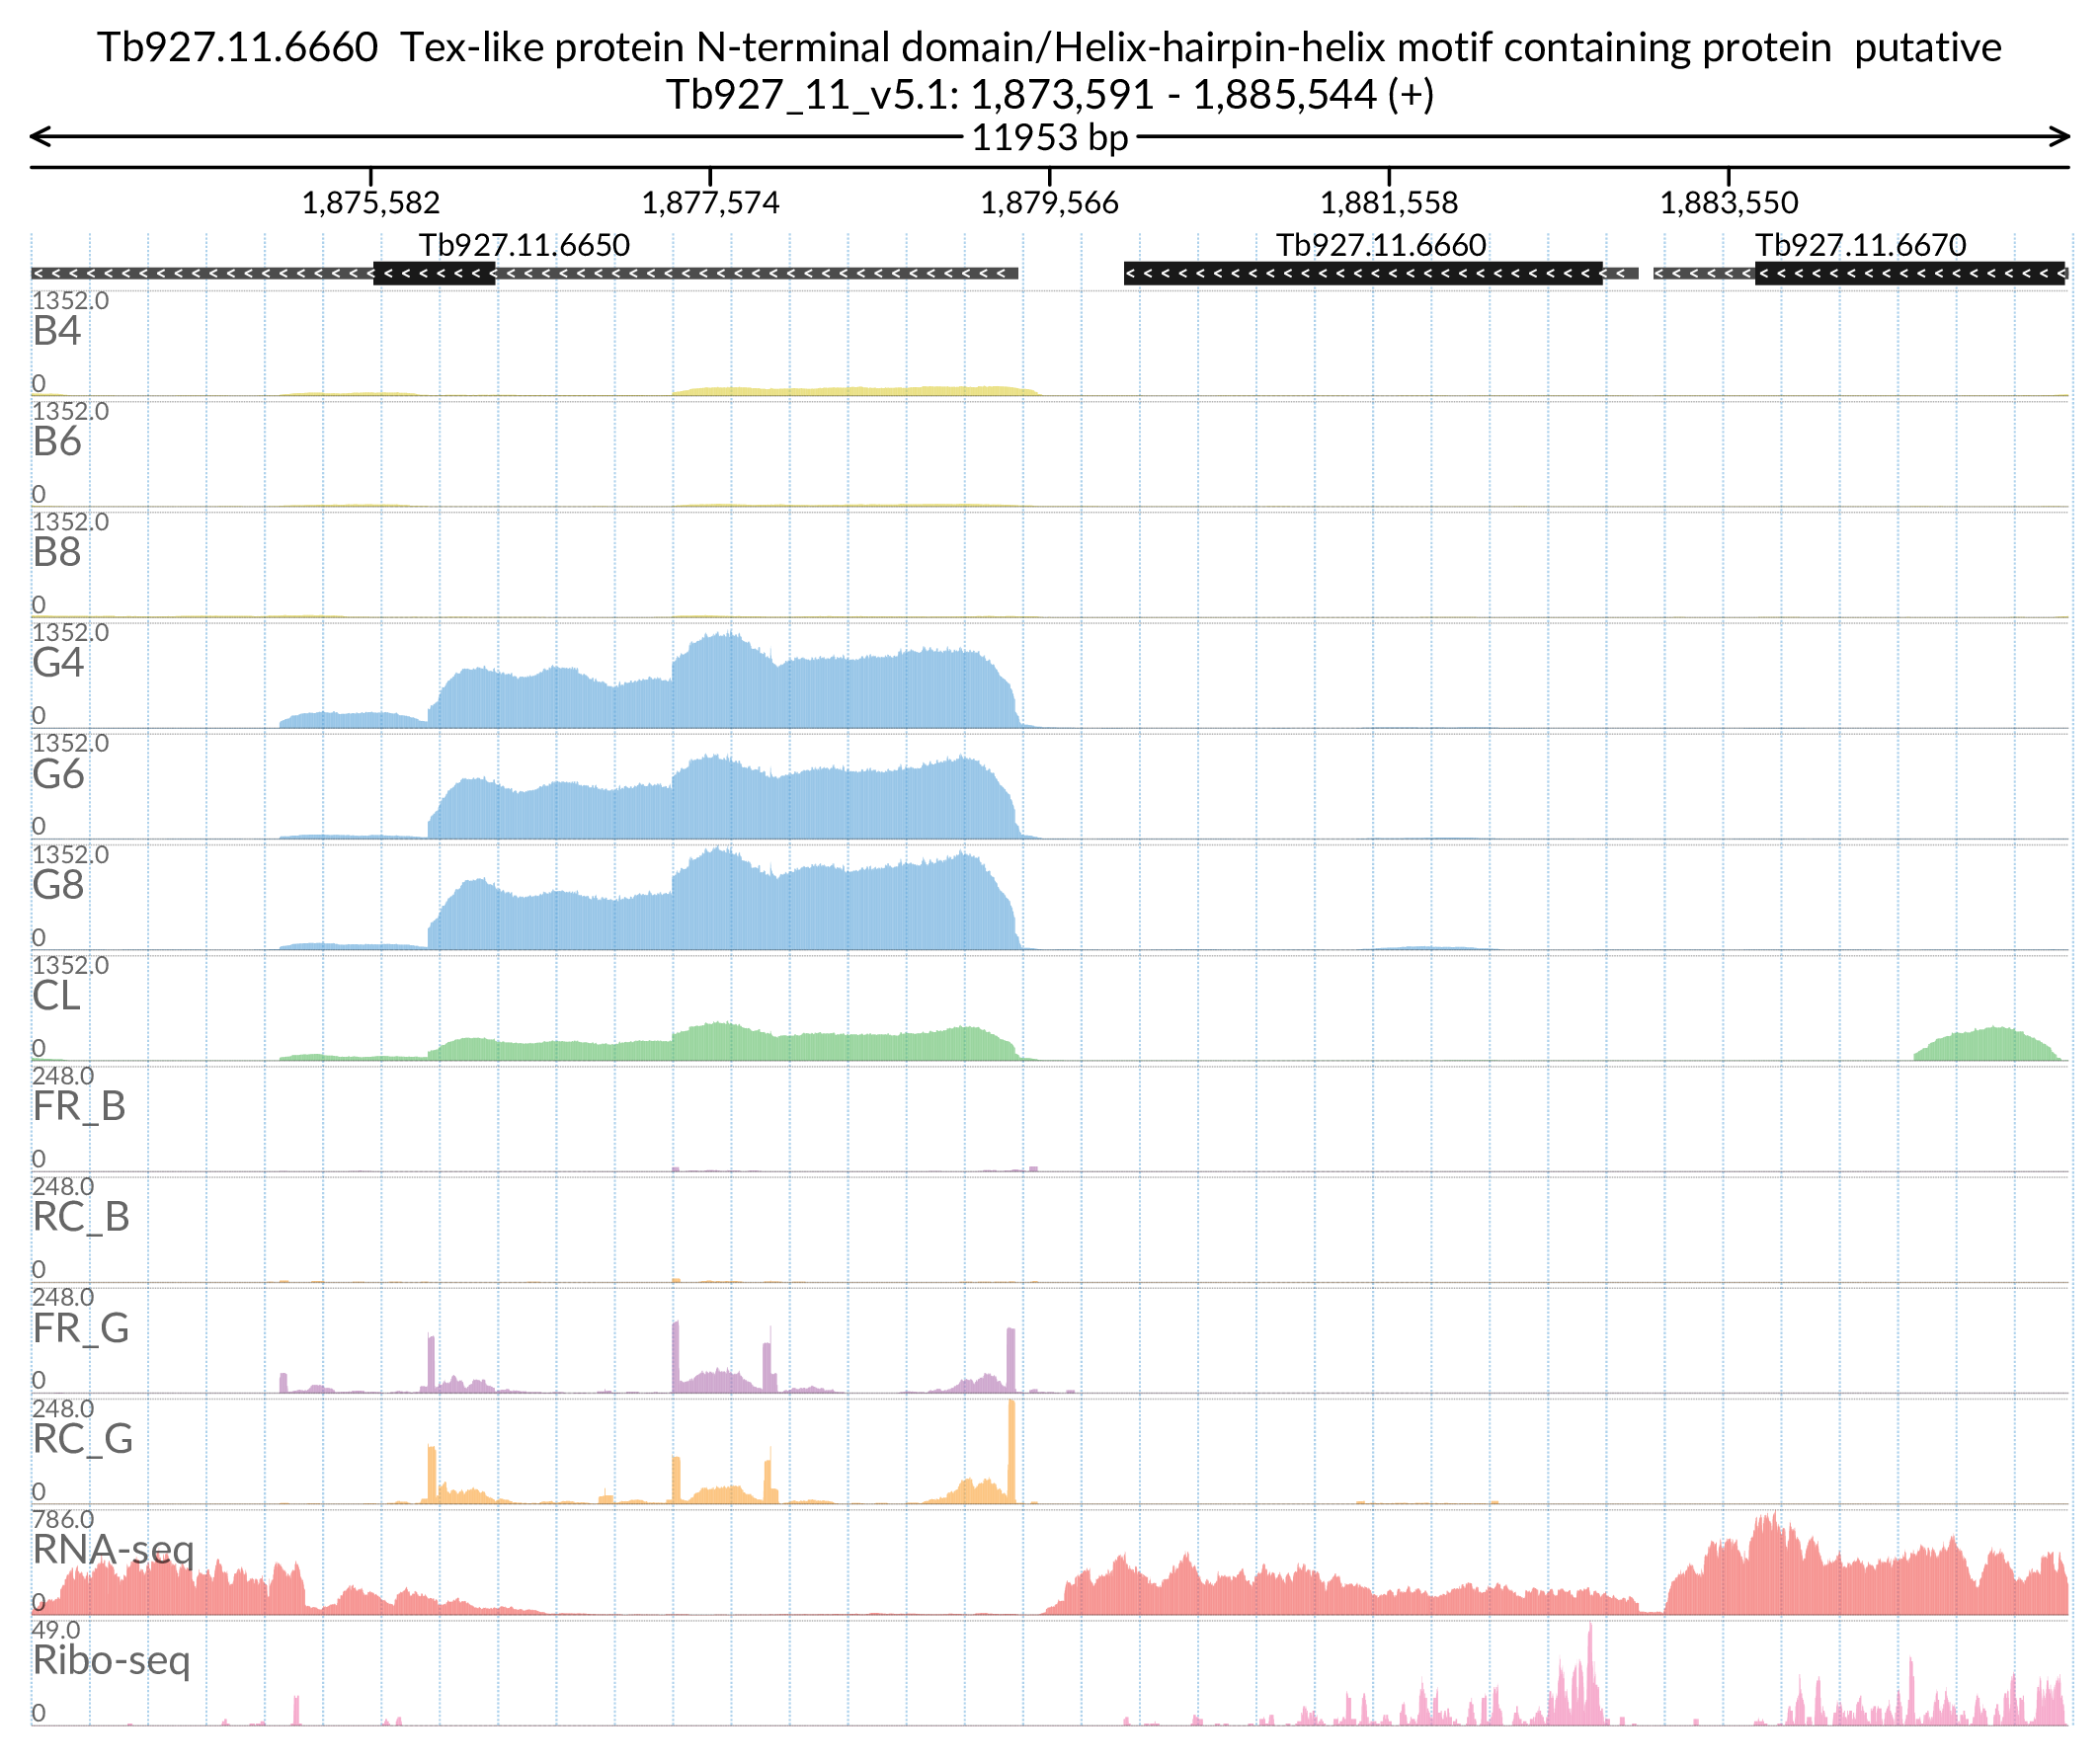 Tb927.11.6660  Tex-like protein N-terminal domain/Helix-hairpin-helix motif containing protein  putative
Tb927_11_v5.1: 1,873,591 - 1,885,544 (+)
11953 bp
1,875,582 1,877,574 1,879,566 1,881,558 1,883,550
Tb927.11.6650 Tb927.11.6660 Tb927.11.6670
1352.0
B4
0
1352.0
B6
0
1352.0
B8
0
1352.0
G4
0
1352.0
G6
0
1352.0
G8
0
1352.0
CL
0
248.0
FR_B
0
248.0
RC_B
0
248.0
FR_G
0
248.0
RC_G
0
786.0
RNA-seq
0
49.0
Ribo-seq
0